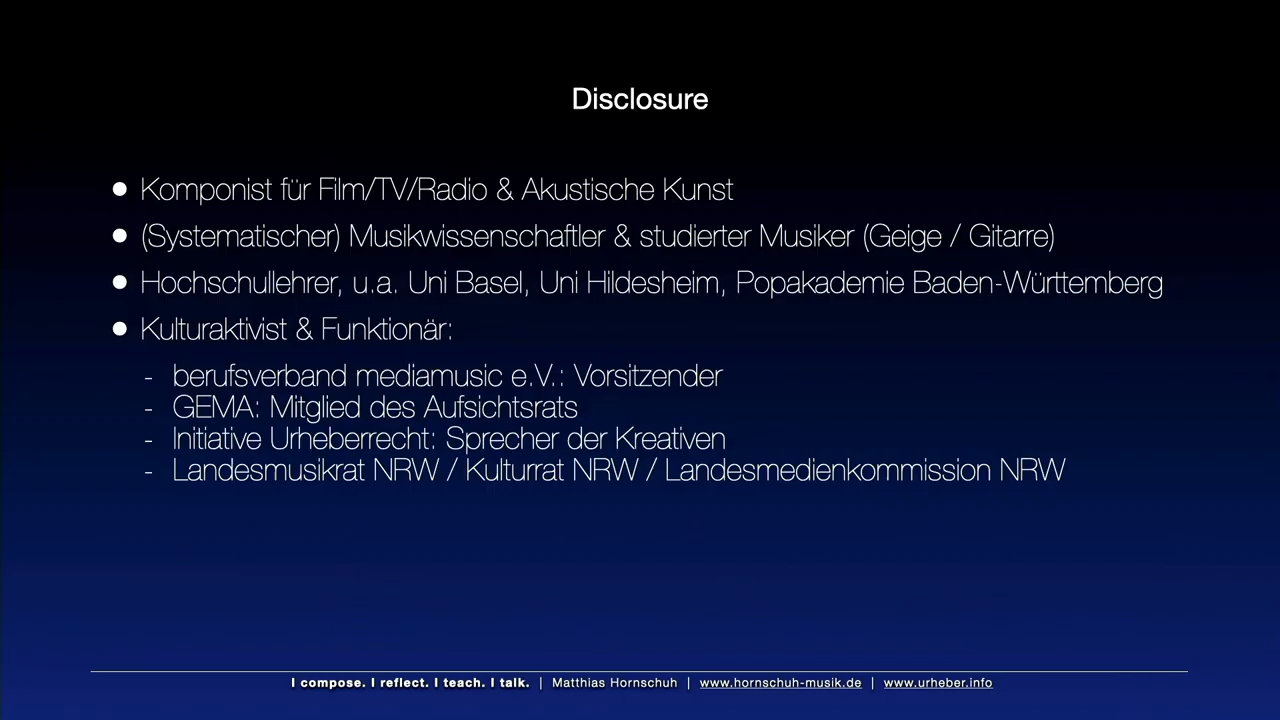 Disclosure
● Komponist für Film/TV/Radio & Akustische Kunst
● (Systematischer) Musikwissenschaftler & studierter Musiker (Geige / Gitarre)
● Hochschullehrer, u.a. Uni Basel, Uni Hildesheim, Popakademie Baden-Württemberg
● Kulturaktivist & Funktionär:
- berufsverband mediamusic e.V.: Vorsitzender
- GEMA: Mitglied des Aufsichtsrats
- Initiative Urheberrecht: Sprecher der Kreativen
- Landesmusikrat NRW / Kulturrat NRW / Landesmedienkommission NRW
I compose. I reflect. I teach. I talk. | Matthias Hornschuh | www.hornschuh-musik.de | www.urheber.info